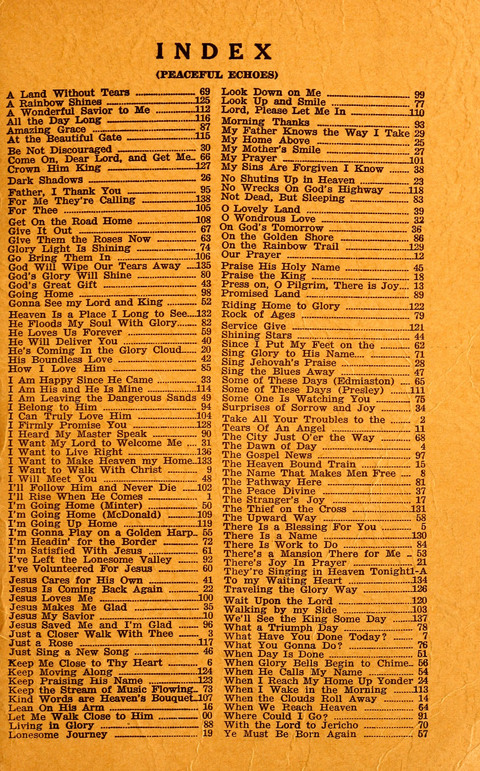 INDEX
(PEACEFUL ECHOES)
A Land Without Tears 69
A Rainbow Shines 125
A Wonderful Savior to Me 112
All the Day Long 116
Amazing Grace 87
At the Beautiful Gate 115
Be Not Discouraged 30
Come On, Dear Lord, and Get Me 66
Crown Him King 127
Dark Shadows 26
Father, I Thank You 95
For Me They're Calling 138
For Thee 105
Get On the Road Home 108
Give It Out 67
Give Them the Roses Now 63
Glory Light Is Shining 74
Go Bring Them In 106
God Will Wipe Our Tears Away 135
God's Glory Will Shine 80
God's Great Gift 43
Going Home 98
Gonna See my Lord and King 52
Heaven Is a Place I Long to See 132
He Floods My Soul With Glory 82
He Loves Us Forever 59
He Will Deliver You 40
He's Coming In the Glory Cloud 20
His Boundless Love 42
How I Love Him 85
I Am Happy Since He Came 33
I Am His and He Is Mine 114
I Am Leaving the Dangerous Sands 49
I Belong to Him 94
I Can Truly Love Him 104
I Firmly Promise You 128
I Heard My Master Speak 90
I Want My Lord to Welcome Me 31
I Want to Live Right 136
I Want to Make Heaven my Home 133
I Want to Walk With Christ 9
I Will Meet You 48
I'll Follow Him and Never Die 102
I'll Rise When He Comes 1
I'm Going Home (Minter) 50
I'm Going Home (McDonald) 109
I'm Going Up Home 119
I'm Gonna Play on a Golden Harp 55
I'm Headin' for the Border 72
I'm Satisfied With Jesus 61
I've Left the Lonesome Valley 92
I've Volunteered For Jesus 60
Jesus Cares for His Own 41
Jesus Is Coming Back Again 22
Jesus Loves Me 100
Jesus Makes Me Glad 35
Jesus My Savior 10
Jesus Saved Me and I'm Glad 96
Just a Closer Walk With Thee 3
Just a Rose 117
Just Sing a New Song 46
Keep Me Close to Thy Heart 6
Keep Moving Along 124
Keep Praising His Name 123
Keep the Stream of Music Flowing 73
Kind Words are Heaven's Bouquet 107
Lean On His Arm 16
Let Me Walk Close to Him 00
Living in Glory 88
Lonesome Journey 19
Look Down on Me 99
Look Up and Smile 77
Lord, Please Let Me In 110
Morning Thanks 93
My Father Knows the Way I Take 29
My Home Above 25
My Mother's Smile 27
My Prayer 101
My Sins Are Forgiven I Know 38
No Shutins Up in Heaven 23
No Wrecks On God's Highway 118
Not Dead, But Sleeping 83
O Lovely Land 39
O Wondrous Love 32
On God's Tomorrow 36
On the Golden Shore 86
On the Rainbow Trail 129
Our Prayer 12
Praise His Holy Name 45
Praise the King 18
Press on, O Pilgrim, There is Joy 13
Promised Land 89
Riding Home to Glory 122
Rock of Ages 79
Service Give 121
Shining Stars 44
Since I Put My Feet on the 62
Sing Glory to His Name 71
Sing Jehovah's Praise 28
Sing the Blues Away 47
Some of These Days (Edmiaston) 65
Some of These Days (Presley) 111
Some One Is Watching You 75
Surprises of Sorrow and Joy 34
Take All Your Troubles to the 2
Tears Of An Angel 11
The City Just O'er the Way 68
The Dawn of Day 4
The Gospel News 97
The Heaven Bound Train 15
The Name That Makes Men Free 8
The Pathway Here 81
The Peace Divine 37
The Stranger's Joy 17
The Thief on the Cross 131
The Upward Way 58
There Is a Blessing For You 5
There Is a Name 130
There Is Work to Do 84
There's a Mansion There for Me 53
There's Joy In Prayer 21
They're Singing in Heaven Tonight 1-A
To my Waiting Heart 134
Traveling the Glory Way 126
Wait Upon the Lord 120
Walking by my Side 103
We'll See the King Some Day 137
What a Triumph Day 78
What Have You Done Today? 7
What You Gonna Do? 76
When Day Is Done 51
When Glory Bells Begin to Chime 56
When He Calls My Name 54
When I Reach My Home Up Yonder 24
When I Wake in the Morning 113
When the Clouds Roll Away 14
When We Reach Heaven 64
Where Could I Go? 91
With the Lord to Jericho 70
Ye Must Be Born Again 57